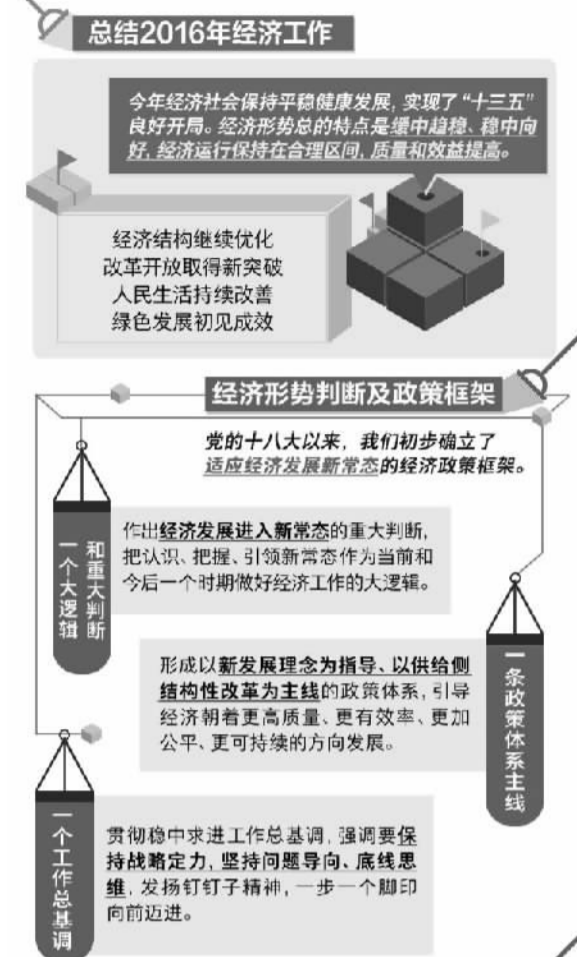 总结2016年经济工作
今年经济社会保持平稳健康发展,实现了“十三五”
良好开局。经济形势总的特点是缓中趋稳、稳中向
好,经济运行保持在合理区间,质量和效益提高。
经济结构继续优化
改革开放取得新突破
人民生活持续改善
绿色发展初见成效
经济形势判断及政策框架
党的十八大以来，我们初步确立了
适应经济发展新常态的经济政策框架。
一个大逻辑
和重大判断
作出经济发展进入新常态的重大判断,
把认识、把握、引领新常态作为当前和
今后一个时期做好经济工作的大逻辑。
一条政策体系主线
形成以新发展理念为指导、以供给侧
结构性改革为主线的政策体系,引导
经济朝着更高质量、更有效率、更加
公平、更可持续的方向发展。
一个工作总基调
贯彻稳中求进工作总基调,强调要保
持战略定力,坚持问题导向、底线思
维,发扬钉钉子精神,一步一个脚印
向前迈进。